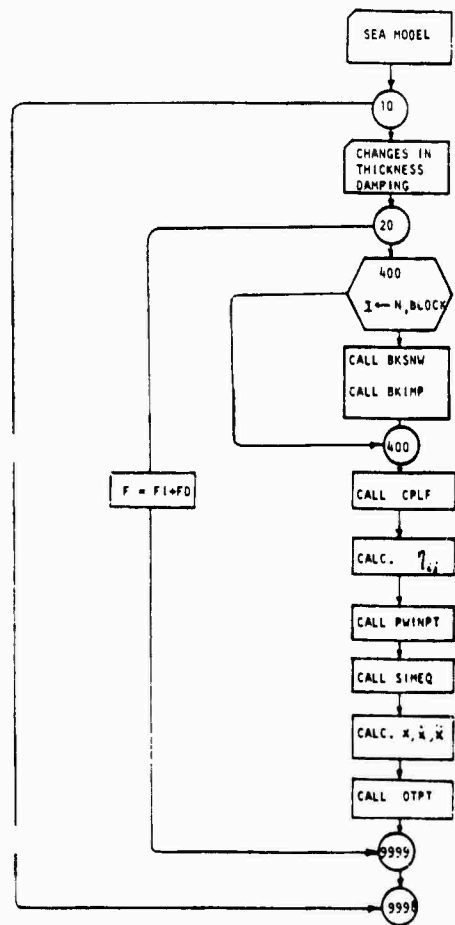 SEA MODEL
10
CHANGES IN
THICKNESS
DAMPING
20
400
I ← N, BLOCK
CALL BKSNW
CALL BKIMP
400
F = FI+FD
CALL CPLF
CALC. ηij
CALL PWINPT
CALL SIMEQ
CALC. x, ẋ, ẍ
CALL OTPT
9999
9998